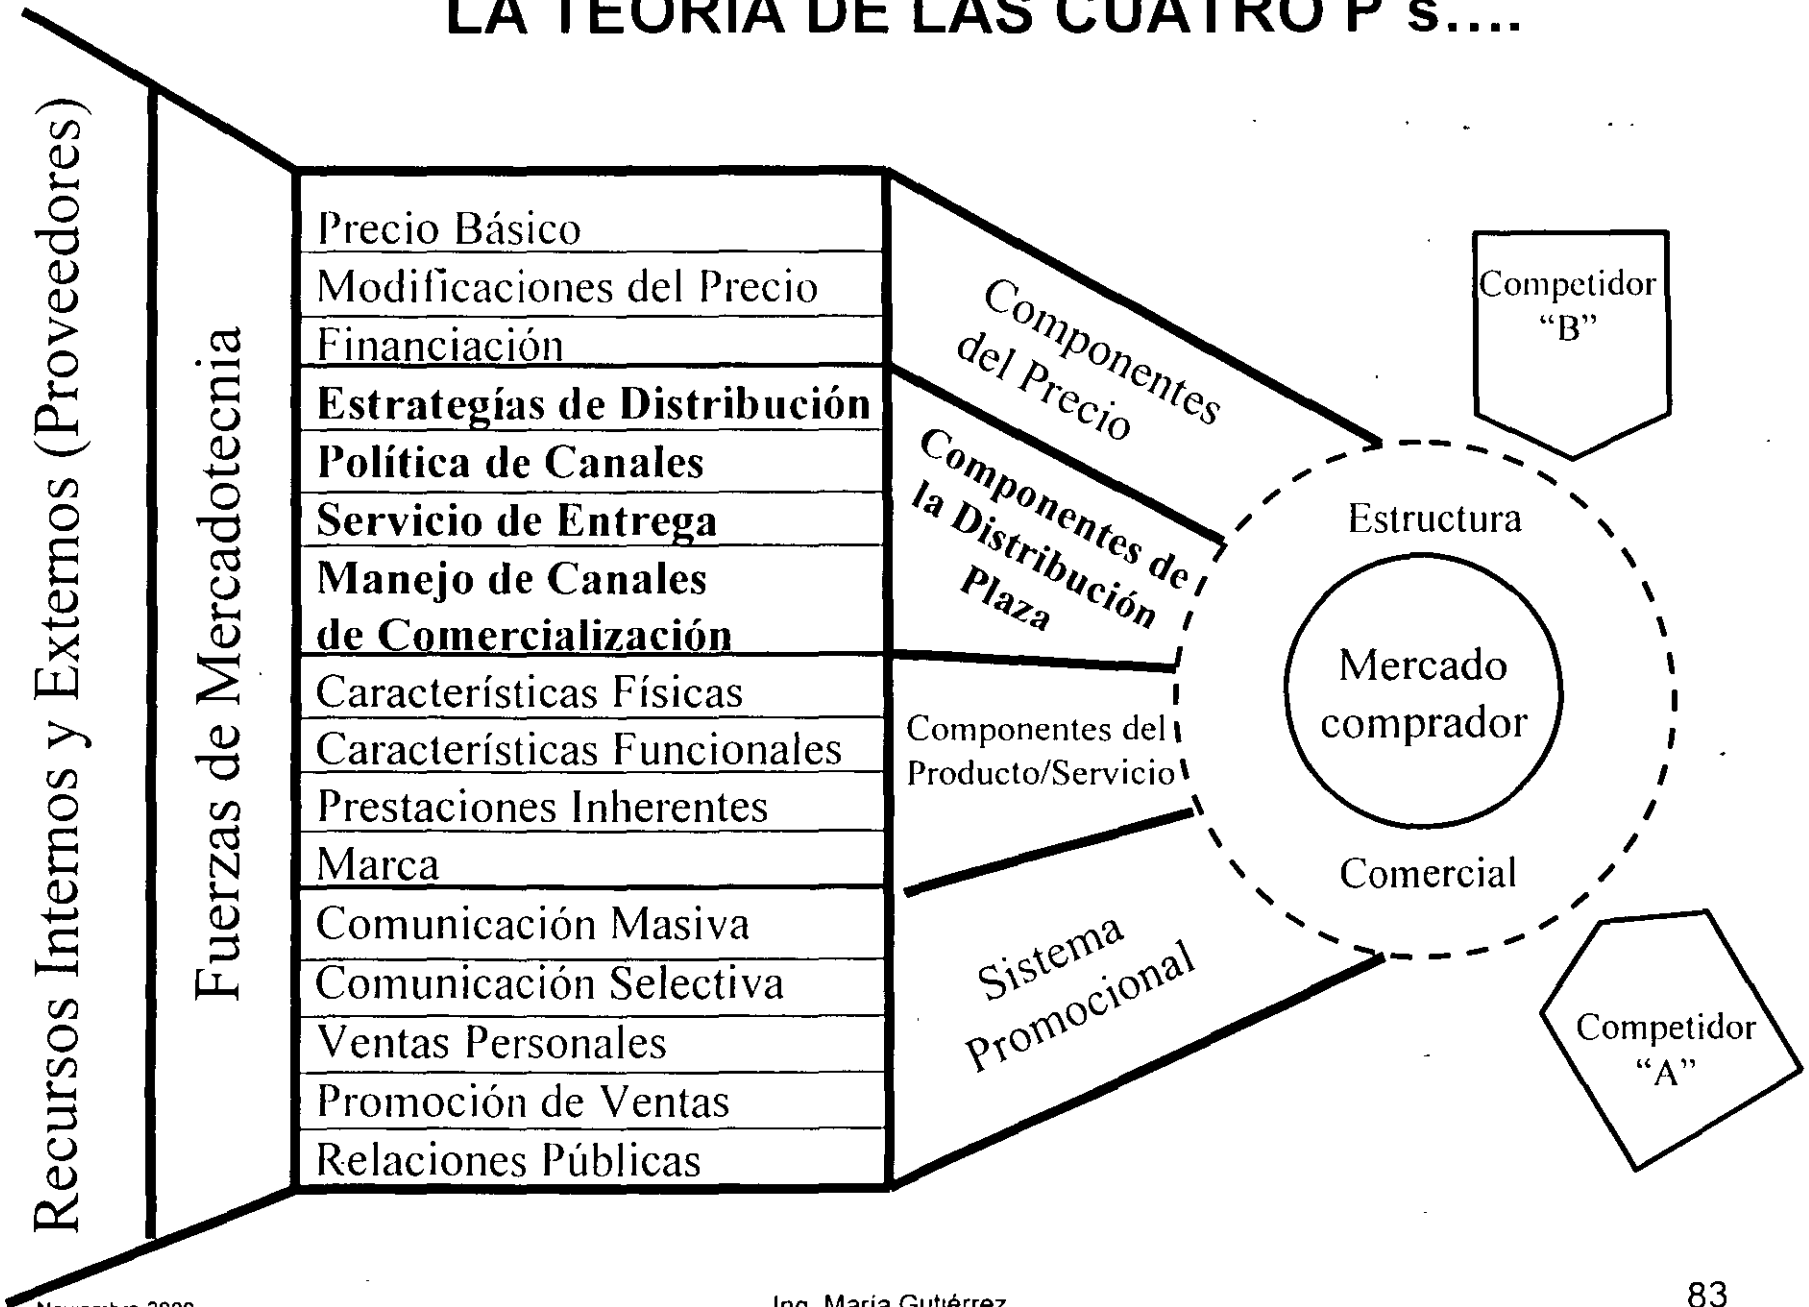 LA TEORIA DE LAS CUATRO P's....
Recursos Internos y Externos (Proveedores)
Fuerzas de Mercadotecnia
Precio Básico
Modificaciones del Precio
Financiación
Estrategías de Distribución
Política de Canales
Servicio de Entrega
Manejo de Canales
de Comercialización
Características Físicas
Características Funcionales
Prestaciones Inherentes
Marca
Comunicación Masiva
Comunicación Selectiva
Ventas Personales
Promoción de Ventas
Relaciones Públicas
Componentes
del Precio
Componentes de
la Distribución
Plaza
Componentes del
Producto/Servicio
Sistema
Promocional
Estructura
Mercado
comprador
Comercial
Competidor
“B”
Competidor
“A”
Ing. María Gutiérrez
83